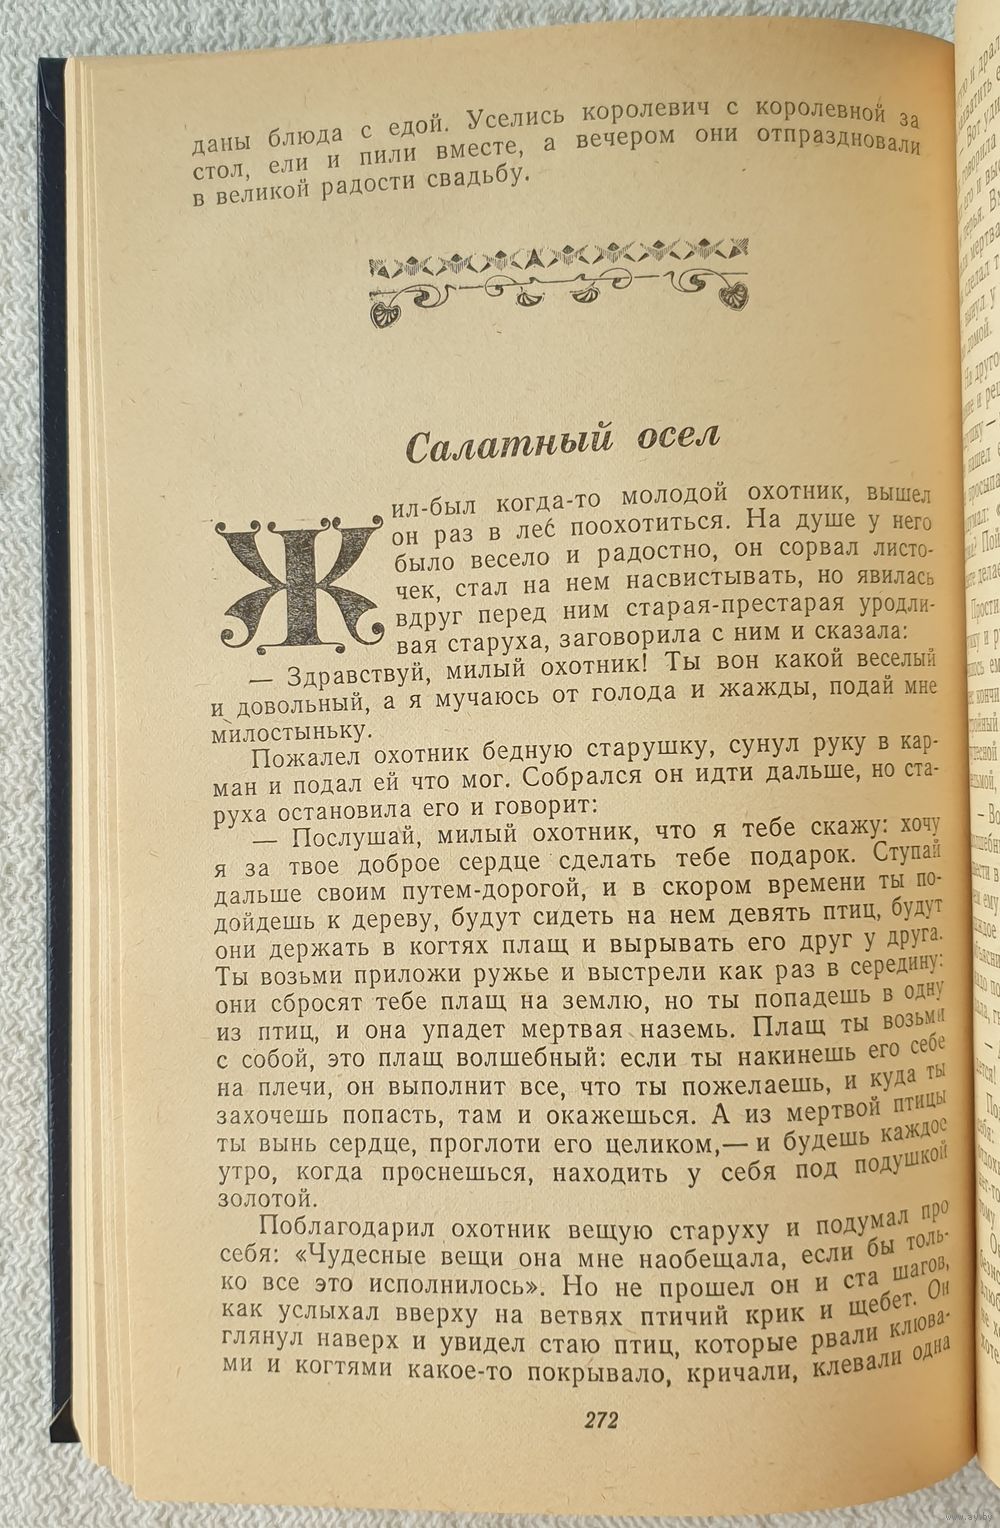 даны блюда с едой. Уселись королевич с королевной за
стол, ели и пили вместе, а вечером они отпраздновали
в великой радости свадьбу.
Салатный осел
Жил-был когда-то молодой охотник, вышел
он раз в лес поохотиться. На душе у него
было весело и радостно, он сорвал листо-
чек, стал на нем насвистывать, но явилась
вдруг перед ним старая-престарая уродли-
вая старуха, заговорила с ним и сказала:
— Здравствуй, милый охотник! Ты вон какой веселый
и довольный, а я мучаюсь от голода и жажды, подай мне
милостыньку.
Пожалел охотник бедную старушку, сунул руку в кар-
ман и подал ей что мог. Собрался он идти дальше, но ста-
руха остановила его и говорит:
— Послушай, милый охотник, что я тебе скажу: хочу
я за твое доброе сердце сделать тебе подарок. Ступай
дальше своим путем-дорогой, и в скором времени ты по-
дойдешь к дереву, будут сидеть на нем девять птиц, будут
они держать в когтях плащ и вырывать его друг у друга.
Ты возьми приложи ружье и выстрели как раз в середину:
они сбросят тебе плащ на землю, но ты попадешь в одну
из птиц, и она упадет мертвая наземь. Плащ ты возьми
с собой, это плащ волшебный: если ты накинешь его себе
на плечи, он выполнит все, что ты пожелаешь, и куда ты
захочешь попасть, там и окажешься. А из мертвой птицы
ты вынь сердце, проглоти его целиком,— и будешь каждое
утро, когда проснешься, находить у себя под подушкой
золотой.
Поблагодарил охотник вещую старуху и подумал про
себя: «Чудесные вещи она мне наобещала, если бы толь-
ко все это исполнилось». Но не прошел он и ста шагов,
как услыхал вверху на ветвях птичий крик и щебет. Он
глянул наверх и увидел стаю птиц, которые рвали клюва-
ми и когтями какое-то покрывало, кричали, клевали одна
272
www.ay.by